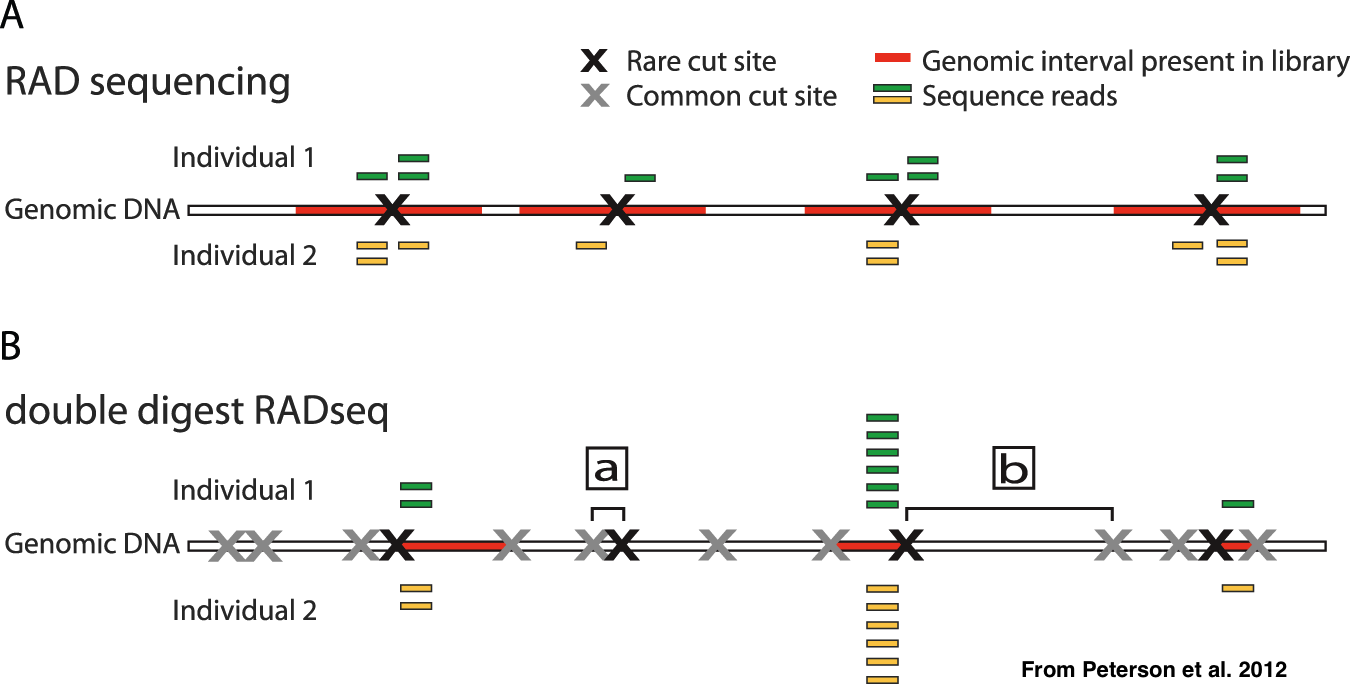 A
RAD sequencing
Rare cut site
Common cut site
Genomic interval present in library
Sequence reads
Individual 1
Genomic DNA
Individual 2
B
double digest RADseq
a
b
Individual 1
Genomic DNA
Individual 2
From Peterson et al. 2012